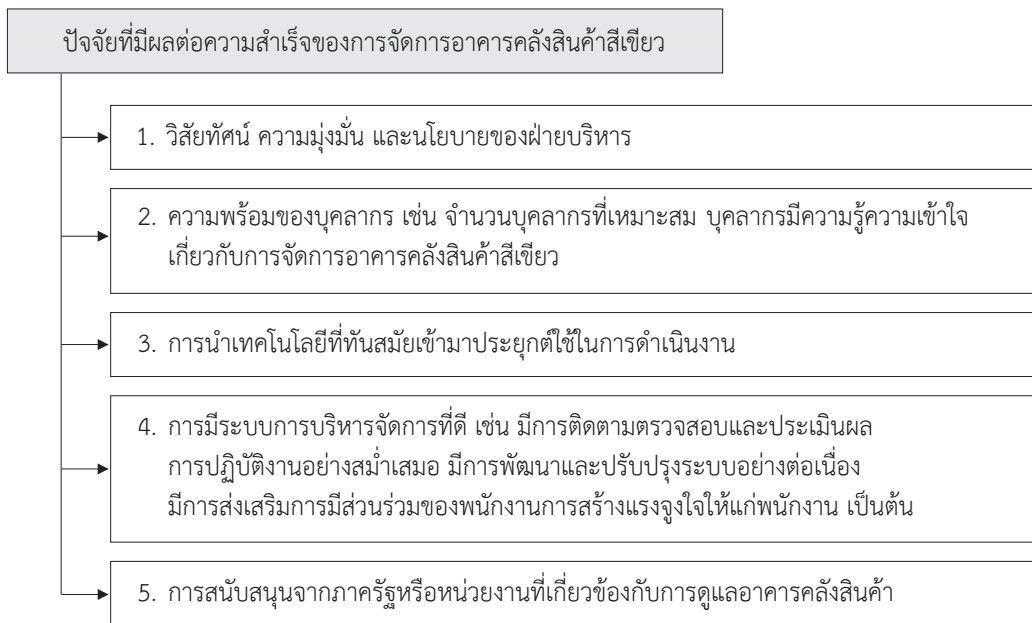 ปัจจัยที่มีผลต่อความสำเร็จของการจัดการอาคารคลังสินค้าสีเขียว
1. วิสัยทัศน์ ความมุ่งมั่น และนโยบายของฝ่ายบริหาร
2. ความพร้อมของบุคลากร เช่น จำนวนบุคลากรที่เหมาะสม บุคลากรมีความรู้ความเข้าใจ
เกี่ยวกับการจัดการอาคารคลังสินค้าสีเขียว
3. การนำเทคโนโลยีที่ทันสมัยเข้ามาประยุกต์ใช้ในการดำเนินงาน
4. การมีระบบการบริหารจัดการที่ดี เช่น มีการติดตามตรวจสอบและประเมินผล
การปฏิบัติงานอย่างสม่ำเสมอ มีการพัฒนาและปรับปรุงระบบอย่างต่อเนื่อง
มีการส่งเสริมการมีส่วนร่วมของพนักงานการสร้างแรงจูงใจให้แก่พนักงาน เป็นต้น
5. การสนับสนุนจากภาครัฐหรือหน่วยงานที่เกี่ยวข้องกับการดูแลอาคารคลังสินค้า